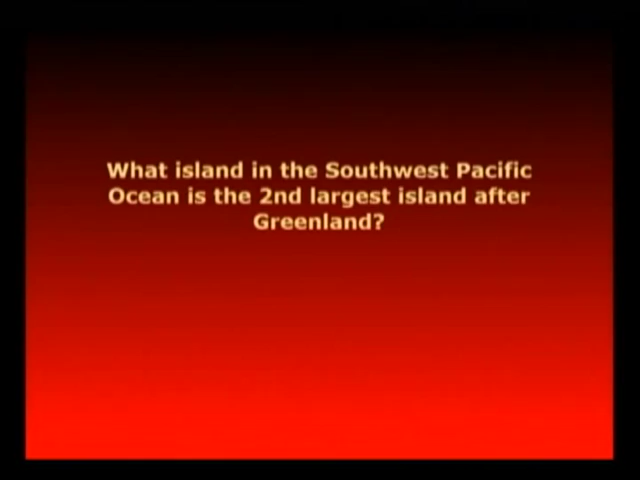 What island in the Southwest Pacific
Ocean is the 2nd largest island after
Greenland?